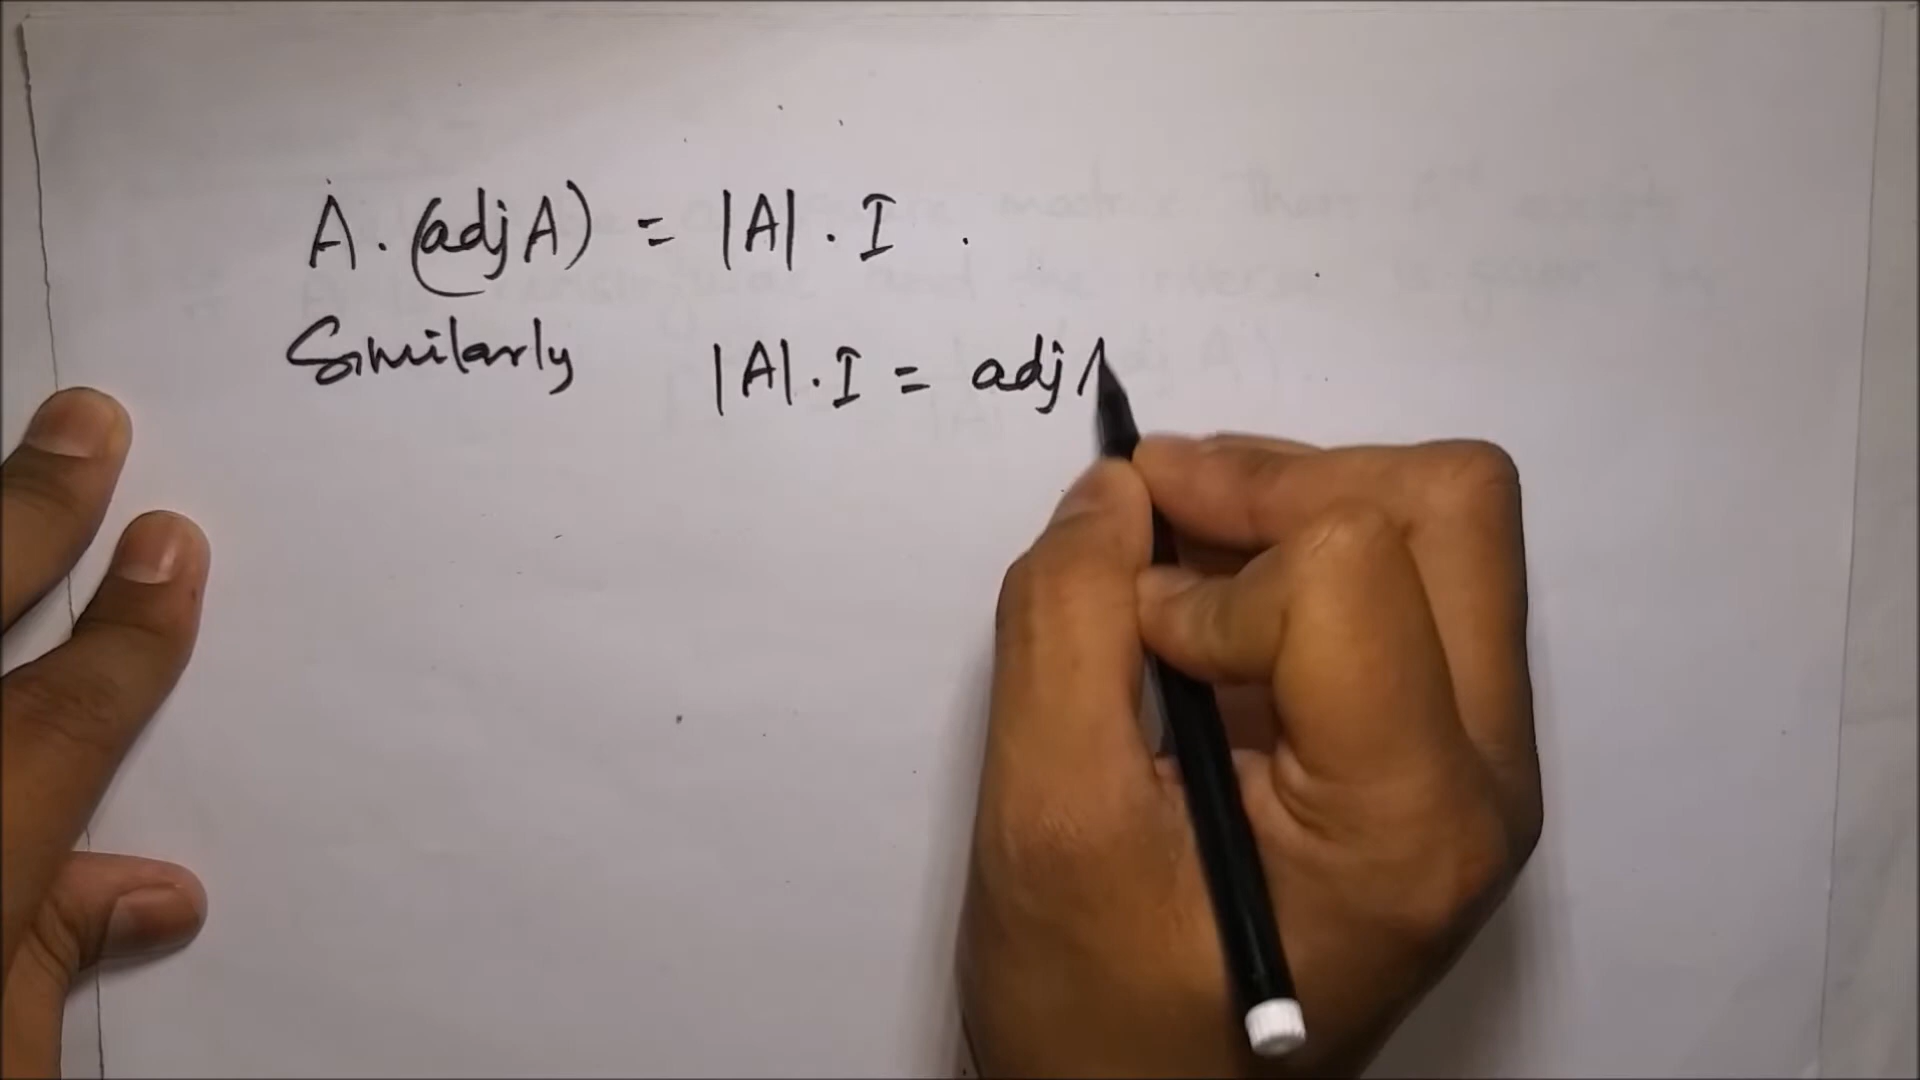 A . (adj A) = |A| . I .
Similarly |A| . I = adj A